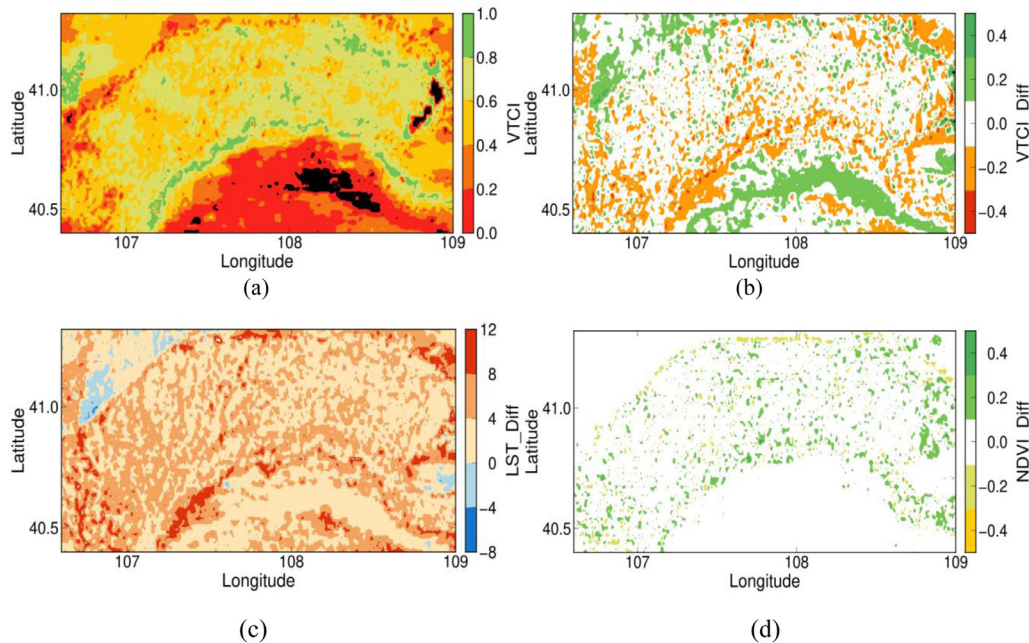 1.0
0.8
0.6
0.4
0.2
0.0
VTCI
41.0
40.5
Latitude
107
108
109
Longitude
(a)
0.4
0.2
0.0
−0.2
−0.4
VTCI_Diff
41.0
40.5
Latitude
107
108
109
Longitude
(b)
12
8
4
0
−4
−8
LST_Diff
41.0
40.5
Latitude
107
108
109
Longitude
(c)
0.4
0.2
0.0
−0.2
−0.4
NDVI_Diff
41.0
40.5
Latitude
107
108
109
Longitude
(d)